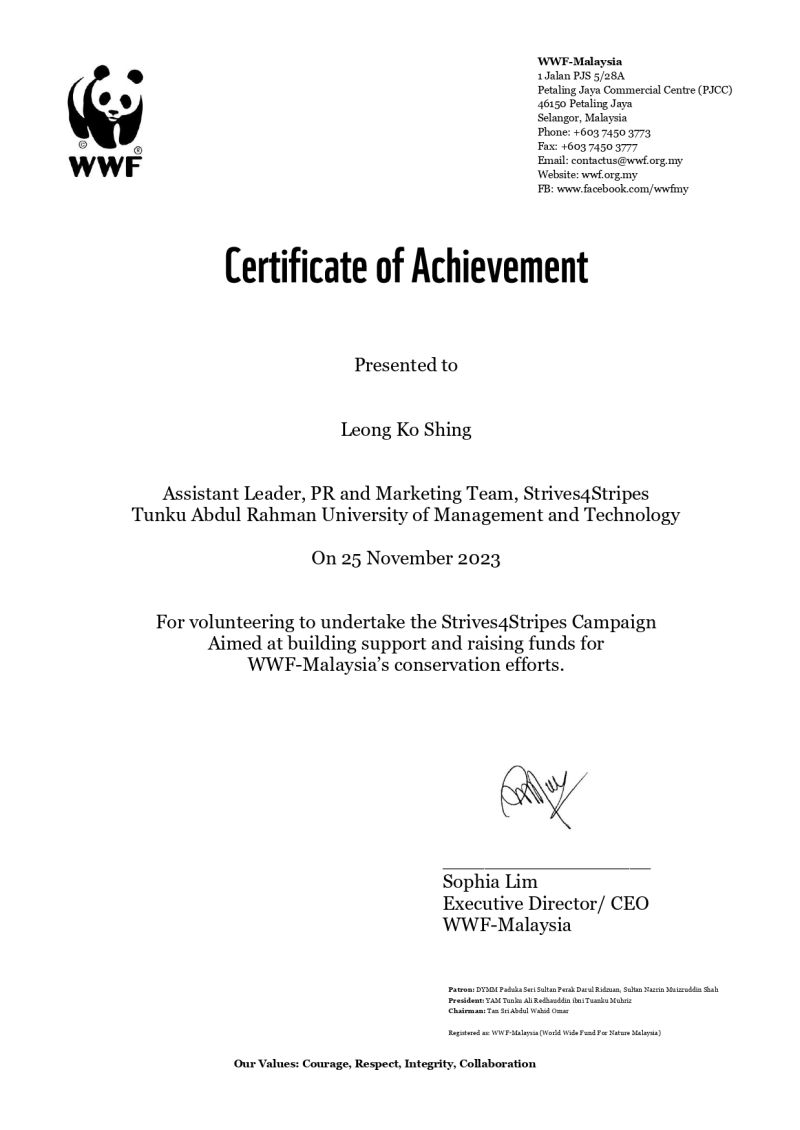 WWF-Malaysia
1 Jalan PJS 5/28A
Petaling Jaya Commercial Centre (PJCC)
46150 Petaling Jaya
Selangor, Malaysia
Phone: +603 7450 3773
Fax: +603 7450 3777
Email: contactus@wwf.org.my
Website: wwf.org.my
FB: www.facebook.com/wwfmy
©
®
WWF
Certificate of Achievement
Presented to
Leong Ko Shing
Assistant Leader, PR and Marketing Team, Strives4Stripes
Tunku Abdul Rahman University of Management and Technology
On 25 November 2023
For volunteering to undertake the Strives4Stripes Campaign
Aimed at building support and raising funds for
WWF-Malaysia's conservation efforts.
Sophia Lim
Executive Director/ CEO
WWF-Malaysia
Patron: DYMM Paduka Seri Sultan Perak Darul Ridzuan, Sultan Nazrin Muizzuddin Shah
President: YAM Tunku Ali Redhauddin ibni Tuanku Muhriz
Chairman: Tan Sri Abdul Wahid Omar
Registered as: WWF-Malaysia (World Wide Fund For Nature Malaysia)
Our Values: Courage, Respect, Integrity, Collaboration